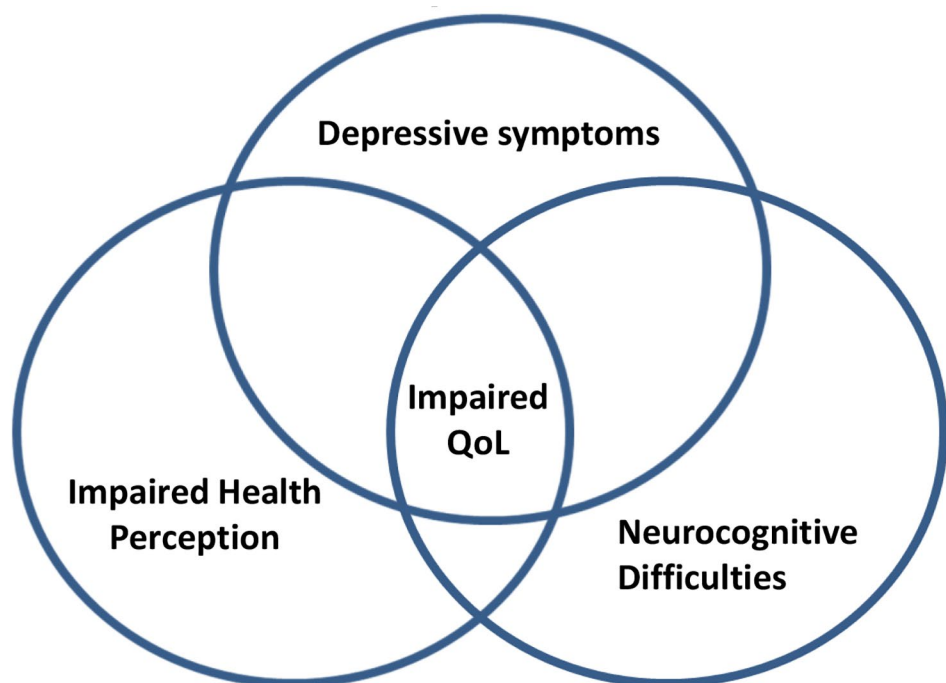 Depressive symptoms
Impaired
QoL
Impaired Health
Perception
Neurocognitive
Difficulties